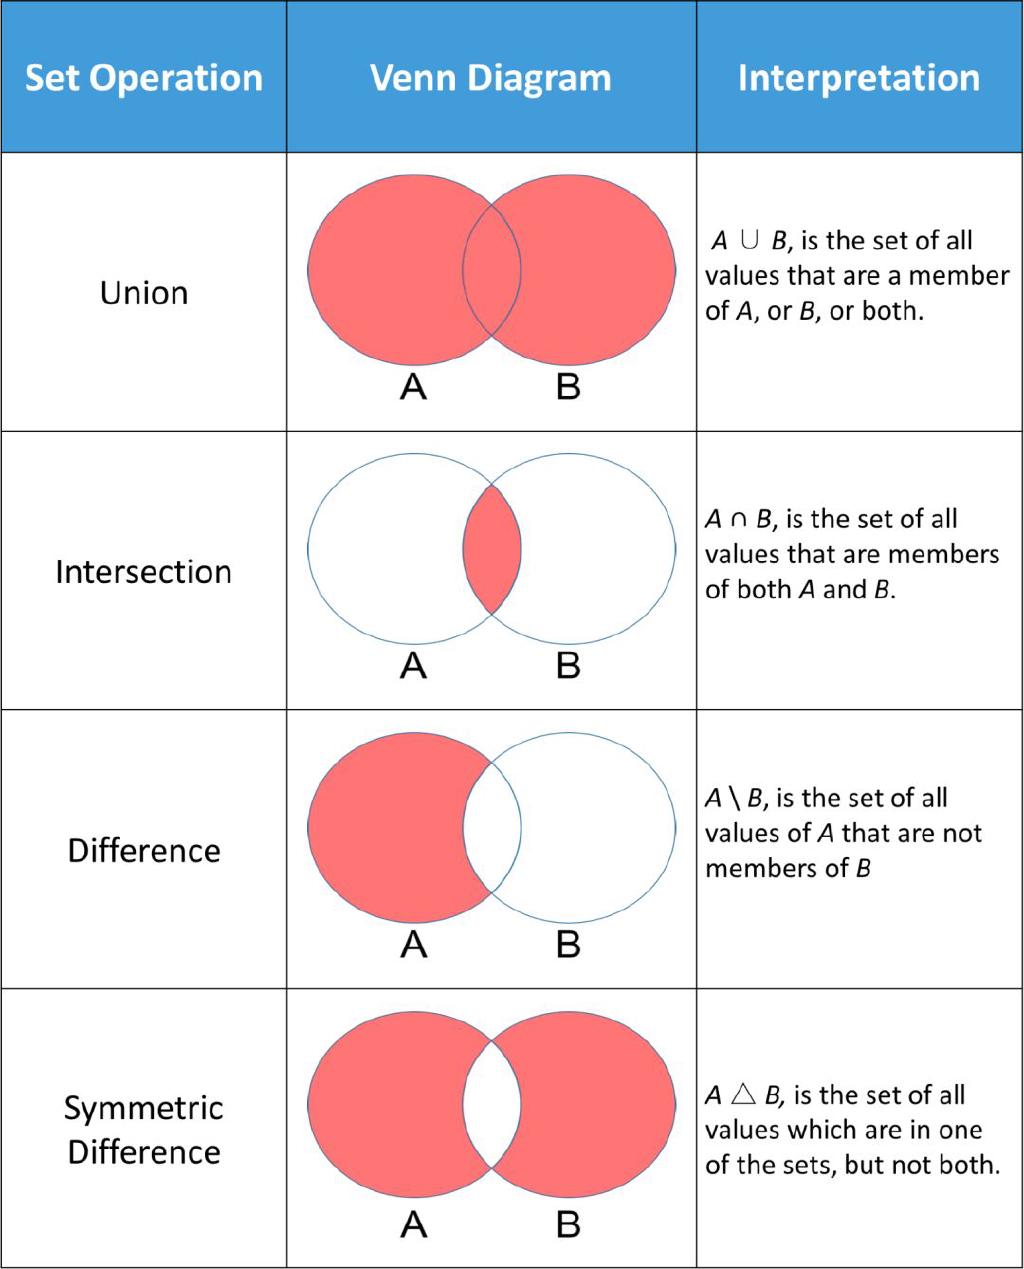 Set Operation
Venn Diagram
Interpretation
Union
A B
A ∪ B, is the set of all
values that are a member
of A, or B, or both.
Intersection
A B
A ∩ B, is the set of all
values that are members
of both A and B.
Difference
A B
A \ B, is the set of all
values of A that are not
members of B
Symmetric
Difference
A B
A △ B, is the set of all
values which are in one
of the sets, but not both.